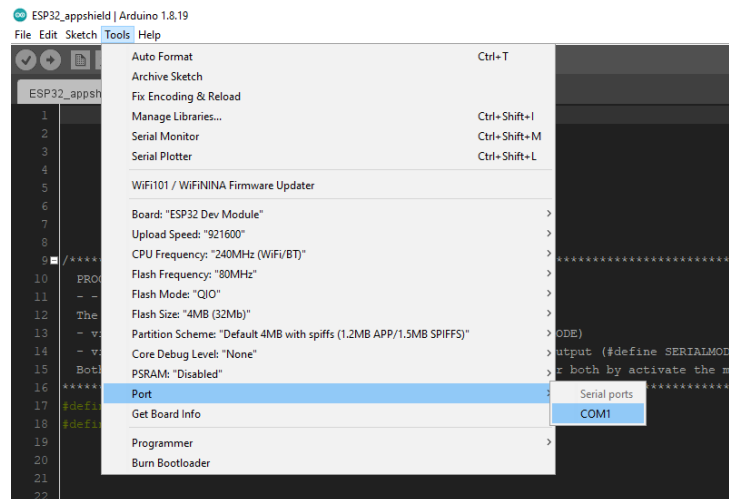 ESP32_appshield | Arduino 1.8.19
File Edit Sketch Tools Help
Auto Format Ctrl+T
ESP32_appsh
Archive Sketch
Fix Encoding & Reload
Manage Libraries... Ctrl+Shift+I
Serial Monitor Ctrl+Shift+M
Serial Plotter Ctrl+Shift+L
WiFi101 / WiFiNINA Firmware Updater
Board: "ESP32 Dev Module"
Upload Speed: "921600"
CPU Frequency: "240MHz (WiFi/BT)"
Flash Frequency: "80MHz"
Flash Mode: "QIO"
Flash Size: "4MB (32Mb)"
Partition Scheme: "Default 4MB with spiffs (1.2MB APP/1.5MB SPIFFS)"
Core Debug Level: "None"
PSRAM: "Disabled"
Port
Get Board Info
Programmer
Burn Bootloader
Serial ports
COM1
1
2
3
4
5
6
7
8
9 /**** ************************
10 PROG
11 - -
12 The
13 - v ODE)
14 - v utput (#define SERIALMOD
15 Both r both by activate the m
16 ***** ************
17 #defi
18 #defi
19
20
21
22